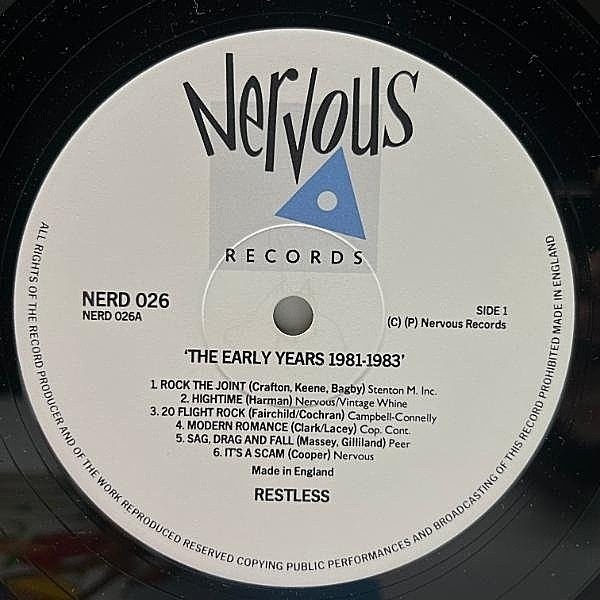 Nervous
RECORDS
NERD 026
NERD 026A
SIDE 1
(C) (P) Nervous Records
'THE EARLY YEARS 1981-1983'
1. ROCK THE JOINT (Crafton, Keene, Bagby) Stenton M. Inc.
2. HIGHTIME (Harman) Nervous/Vintage Whine
3. 20 FLIGHT ROCK (Fairchild/Cochran) Campbell-Connelly
4. MODERN ROMANCE (Clark/Lacey) Cop. Cont.
5. SAG, DRAG AND FALL (Massey, Gilliland) Peer
6. IT'S A SCAM (Cooper) Nervous
Made in England
RESTLESS
ALL RIGHTS OF THE RECORD PRODUCER AND OF THE WORK REPRODUCED RESERVED COPYING PUBLIC PERFORMANCES AND BROADCASTING OF THIS RECORD PROHIBITED MADE IN ENGLAND